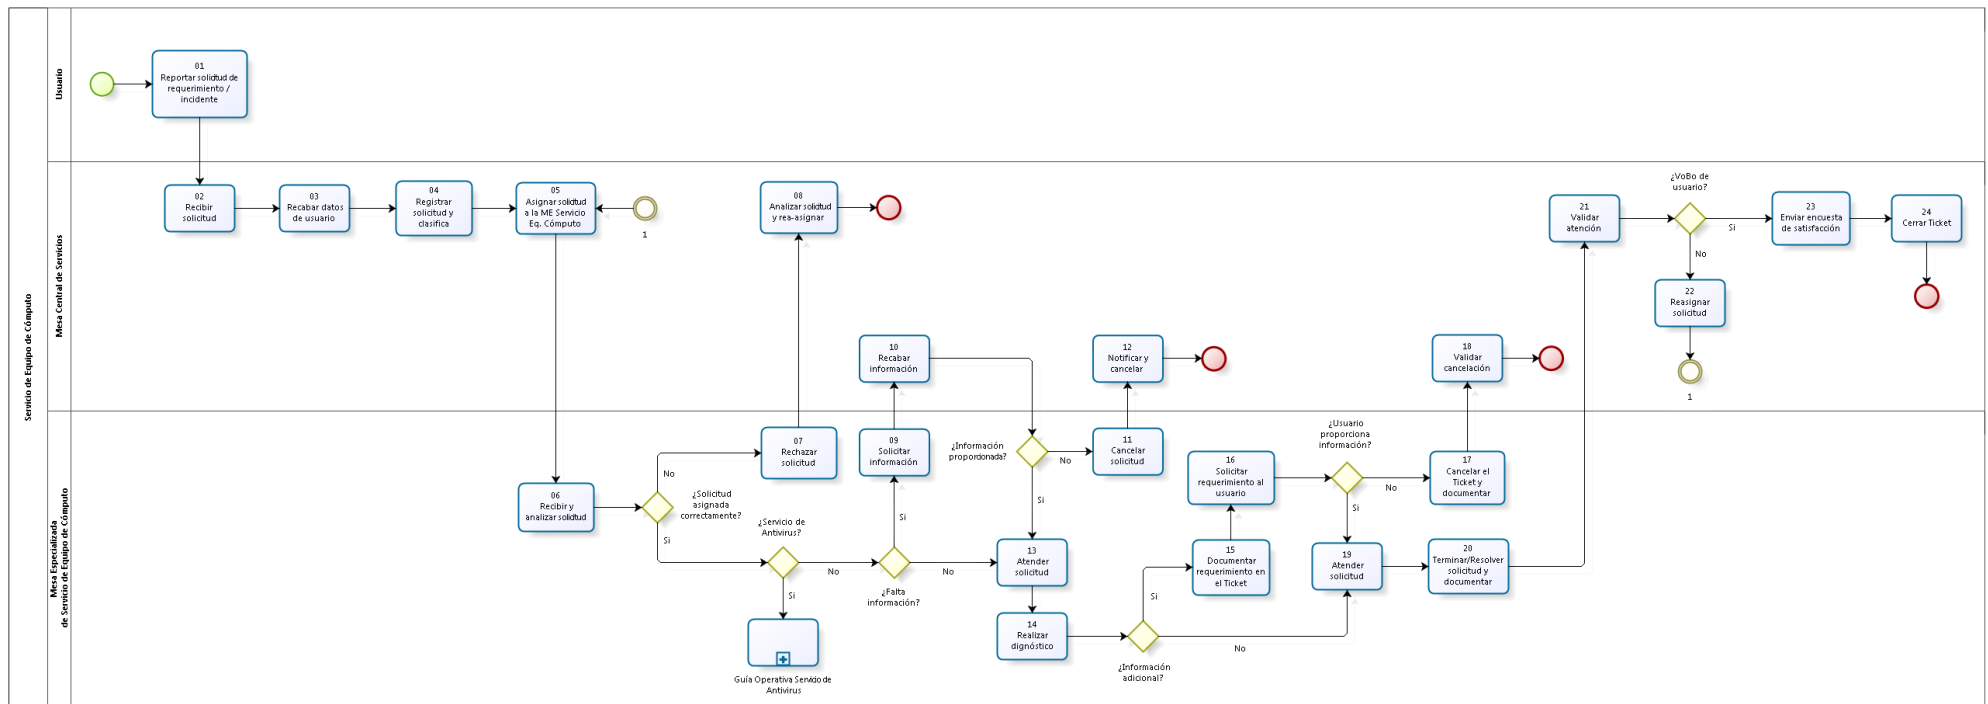 Servicio de Equipo de Cómputo
Usuario
01
Reportar solicitud de
requerimiento /
incidente
Mesa Central de Servicios
02
Recibir
solicitud
03
Recabar datos
de usuario
04
Registrar
solicitud y
clasifica
05
Asignar solicitud
a la ME Servicio
Eq. Cómputo
1
08
Analizar solicitud
y rea-asignar
10
Recabar
información
12
Notificar y
cancelar
18
Validar
cancelación
21
Validar
atención
¿VoBo de
usuario?
Si
No
22
Reasignar
solicitud
1
23
Enviar encuesta
de satisfacción
24
Cerrar Ticket
Mesa Especializada
de Servicio de Equipo de Cómputo
06
Recibir y
analizar solicitud
¿Solicitud
asignada
correctamente?
No
Si
07
Rechazar
solicitud
¿Servicio de
Antivirus?
No
Si
Guía Operativa Servicio de
Antivirus
09
Solicitar
información
Si
¿Falta
información?
No
¿Información
proporcionada?
No
Si
11
Cancelar
solicitud
13
Atender
solicitud
14
Realizar
dignóstico
¿Información
adicional?
Si
No
15
Documentar
requerimiento en
el Ticket
16
Solicitar
requerimiento al
usuario
¿Usuario
proporciona
información?
No
Si
17
Cancelar el
Ticket y
documentar
19
Atender
solicitud
20
Terminar/Resolver
solicitud y
documentar